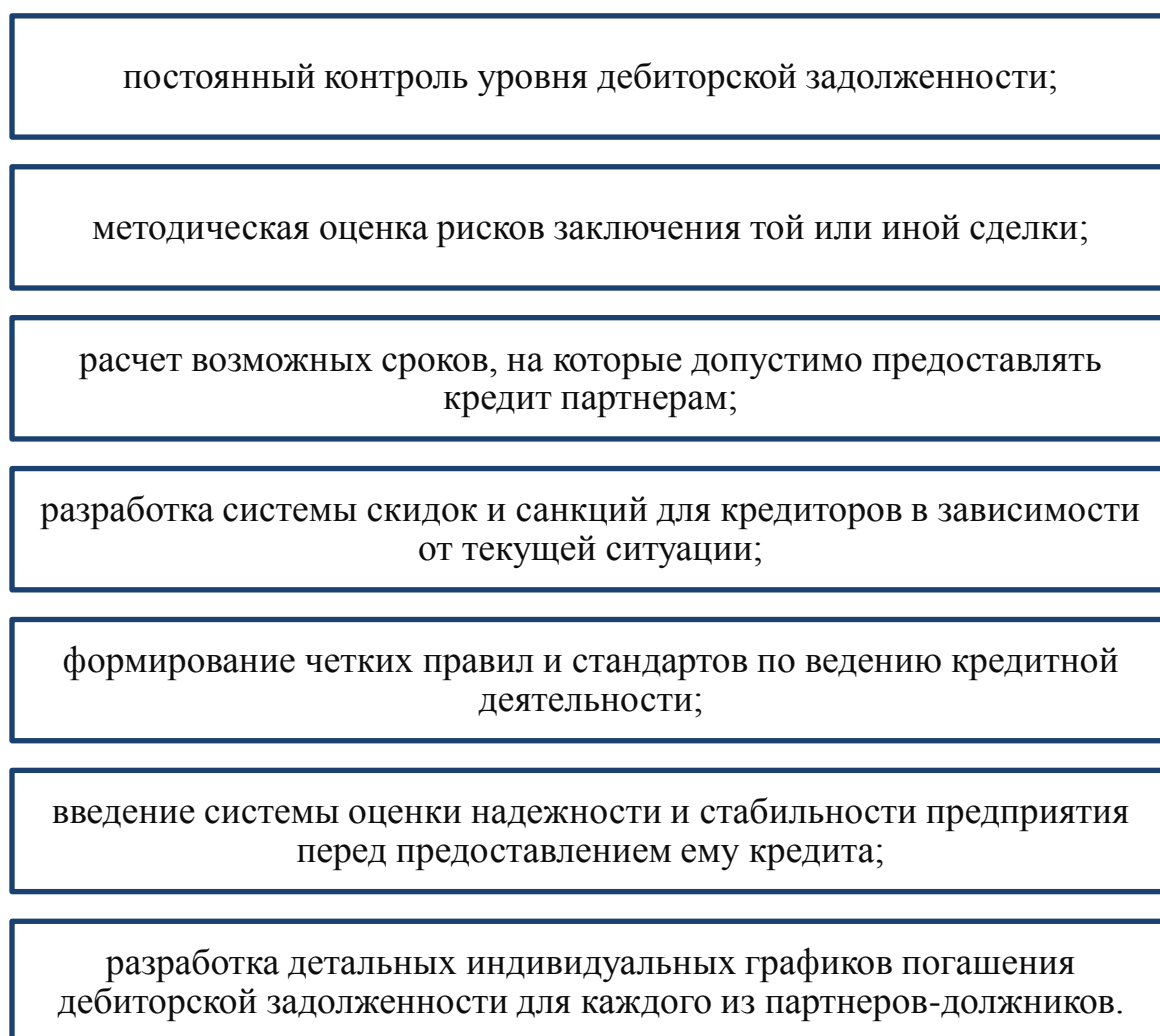 постоянный контроль уровня дебиторской задолженности;
методическая оценка рисков заключения той или иной сделки;
расчет возможных сроков, на которые допустимо предоставлять
кредит партнерам;
разработка системы скидок и санкций для кредиторов в зависимости
от текущей ситуации;
формирование четких правил и стандартов по ведению кредитной
деятельности;
введение системы оценки надежности и стабильности предприятия
перед предоставлением ему кредита;
разработка детальных индивидуальных графиков погашения
дебиторской задолженности для каждого из партнеров-должников.